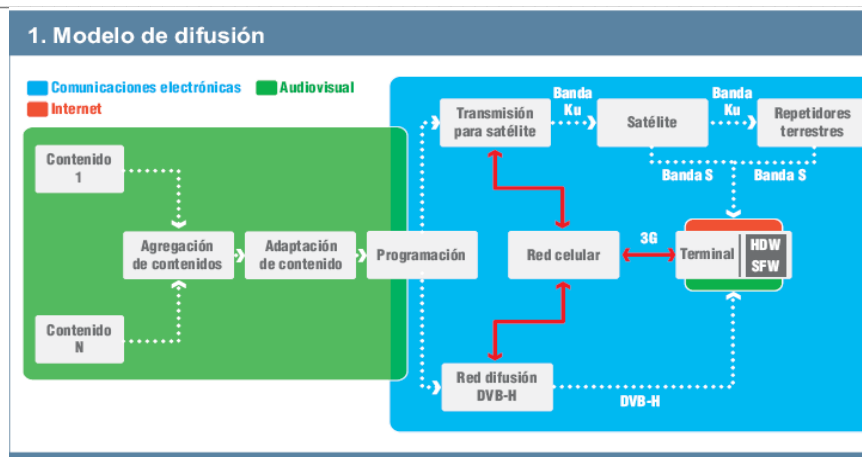 1. Modelo de difusión
Comunicaciones electrónicas
Audiovisual
Internet
Contenido
1
Contenido
N
Agregación
de contenidos
Adaptación
de contenido
Programación
Transmisión
para satélite
Banda
Ku
Satélite
Banda
Ku
Repetidores
terrestres
Banda S
Banda S
Red celular
3G
Terminal
HDW
SFW
Red difusión
DVB-H
DVB-H